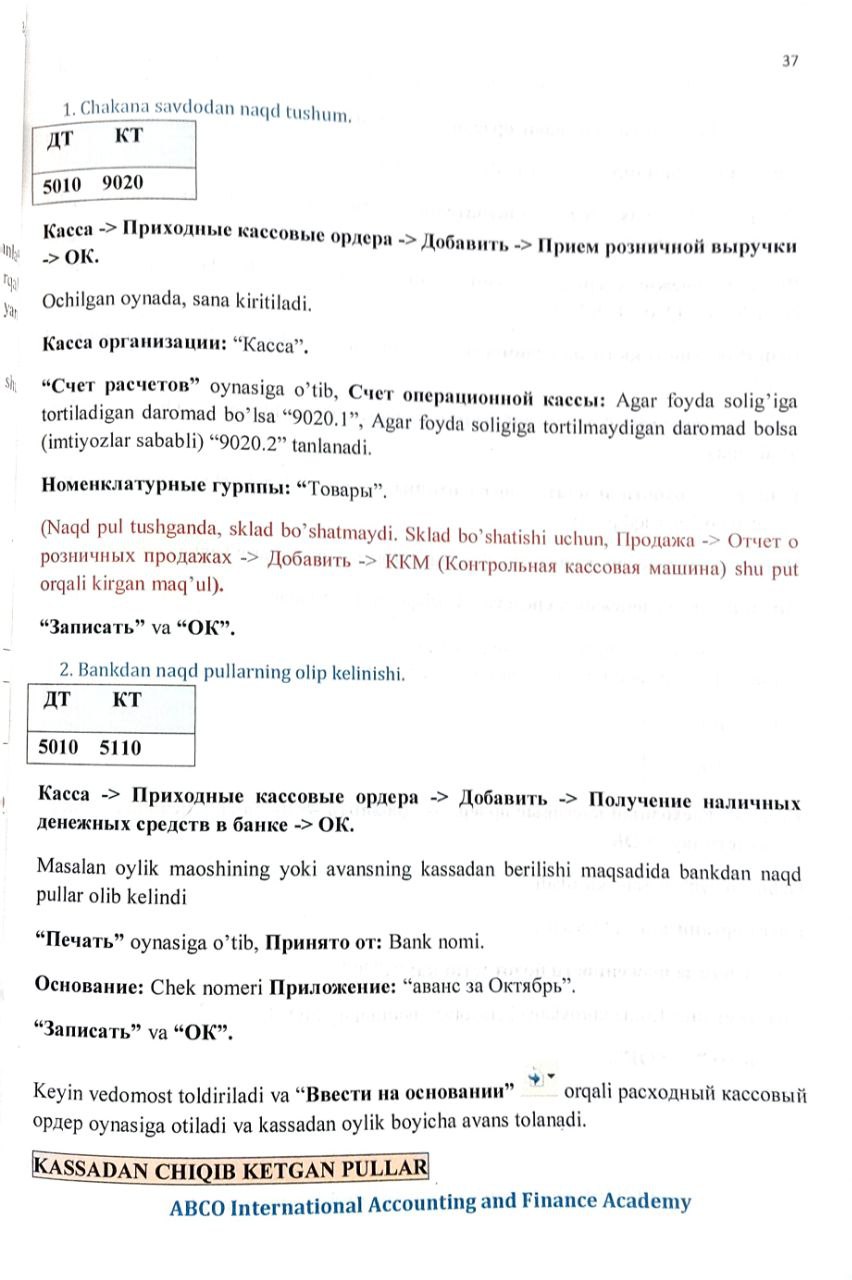 37
1. Chakana savdodan naqd tushum.
ДТ КТ
5010 9020
Касса -> Приходные кассовые ордера -> Добавить -> Прием розничной выручки
-> ОК.
Ochilgan oynada, sana kiritiladi.
Касса организации: “Касса”.
“Счет расчетов” oynasiga o’tib, Счет операционной кассы: Agar foyda solig’iga
tortiladigan daromad bo’lsa “9020.1”, Agar foyda soligiga tortilmaydigan daromad bolsa
(imtiyozlar sababli) “9020.2” tanlanadi.
Номенклатурные гурппы: “Товары”.
(Naqd pul tushganda, sklad bo’shatmaydi. Sklad bo’shatishi uchun, Продажа -> Отчет о
розничных продажах -> Добавить -> ККМ (Контрольная кассовая машина) shu put
orqali kirgan maq’ul).
“Записать” va “ОК”.
2. Bankdan naqd pullarning olip kelinishi.
ДТ КТ
5010 5110
Касса -> Приходные кассовые ордера -> Добавить -> Получение наличных
денежных средств в банке -> ОК.
Masalan oylik maoshining yoki avansning kassadan berilishi maqsadida bankdan naqd
pullar olib kelindi
“Печать” oynasiga o’tib, Принято от: Bank nomi.
Основание: Chek nomeri Приложение: “аванс за Октябрь”.
“Записать” va “ОК”.
Keyin vedomost toldiriladi va “Ввести на основании” orqali расходный кассовый
ордер oynasiga otiladi va kassadan oylik boyicha avans tolanadi.
KASSADAN CHIQIB KETGAN PULLAR
ABCO International Accounting and Finance Academy